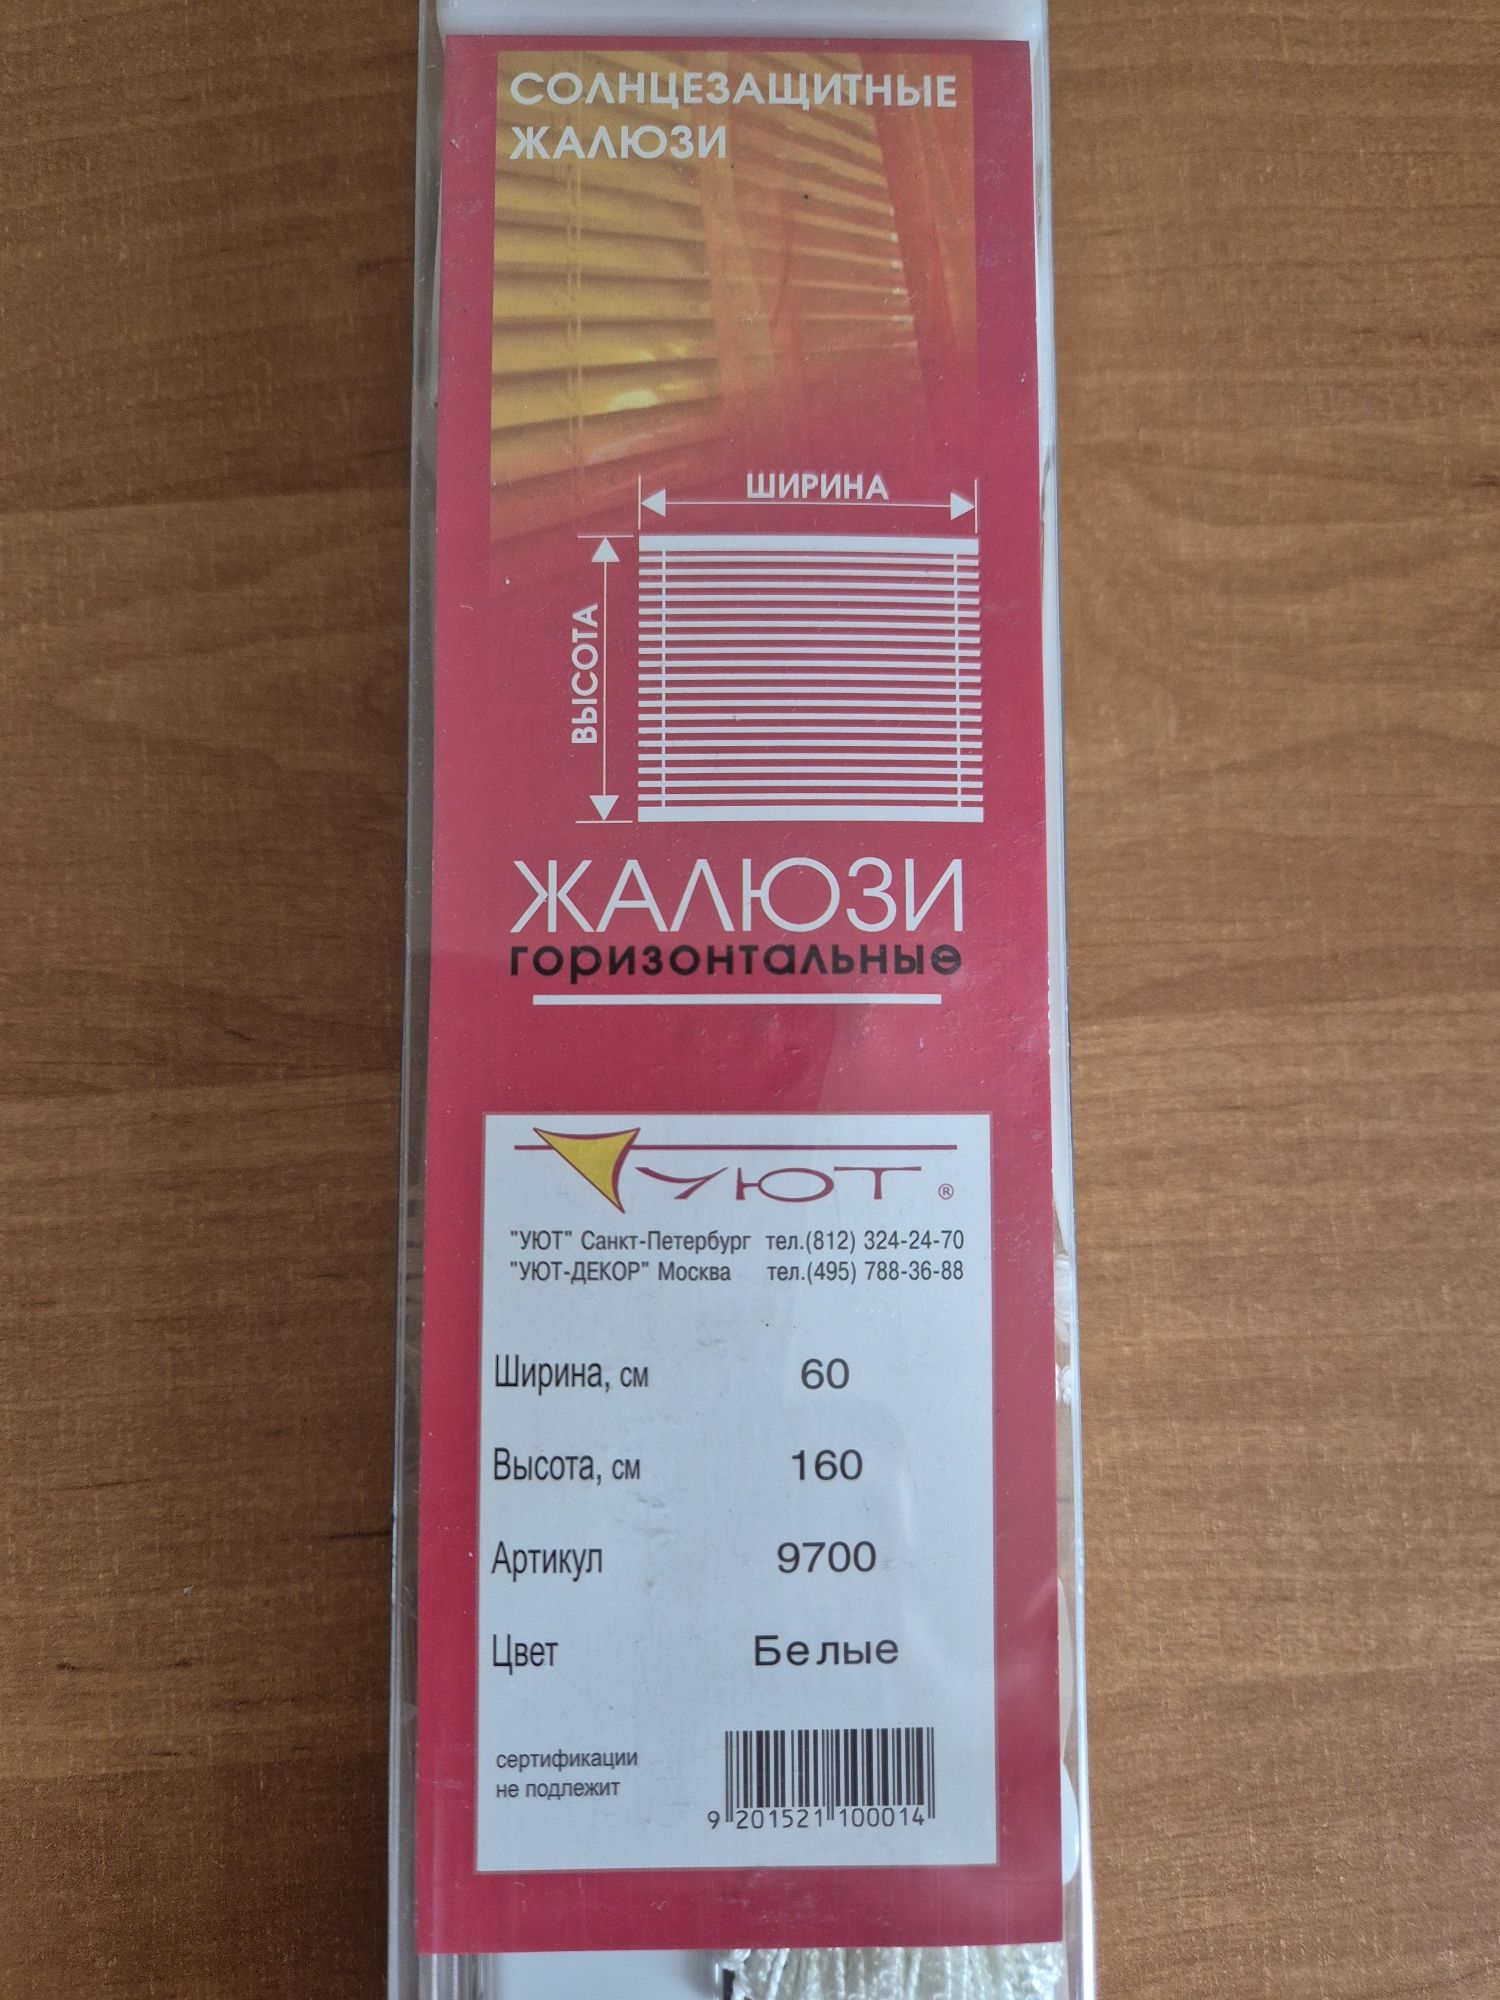 СОЛНЦЕЗАЩИТНЫЕ
ЖАЛЮЗИ
ШИРИНА
ВЫСОТА
ЖАЛЮЗИ
горизонтальные
УЮТ ®
"УЮТ" Санкт-Петербург тел.(812) 324-24-70
"УЮТ-ДЕКОР" Москва тел.(495) 788-36-88
Ширина, см 60
Высота, см 160
Артикул 9700
Цвет Белые
сертификации
не подлежит
9 201521 100014